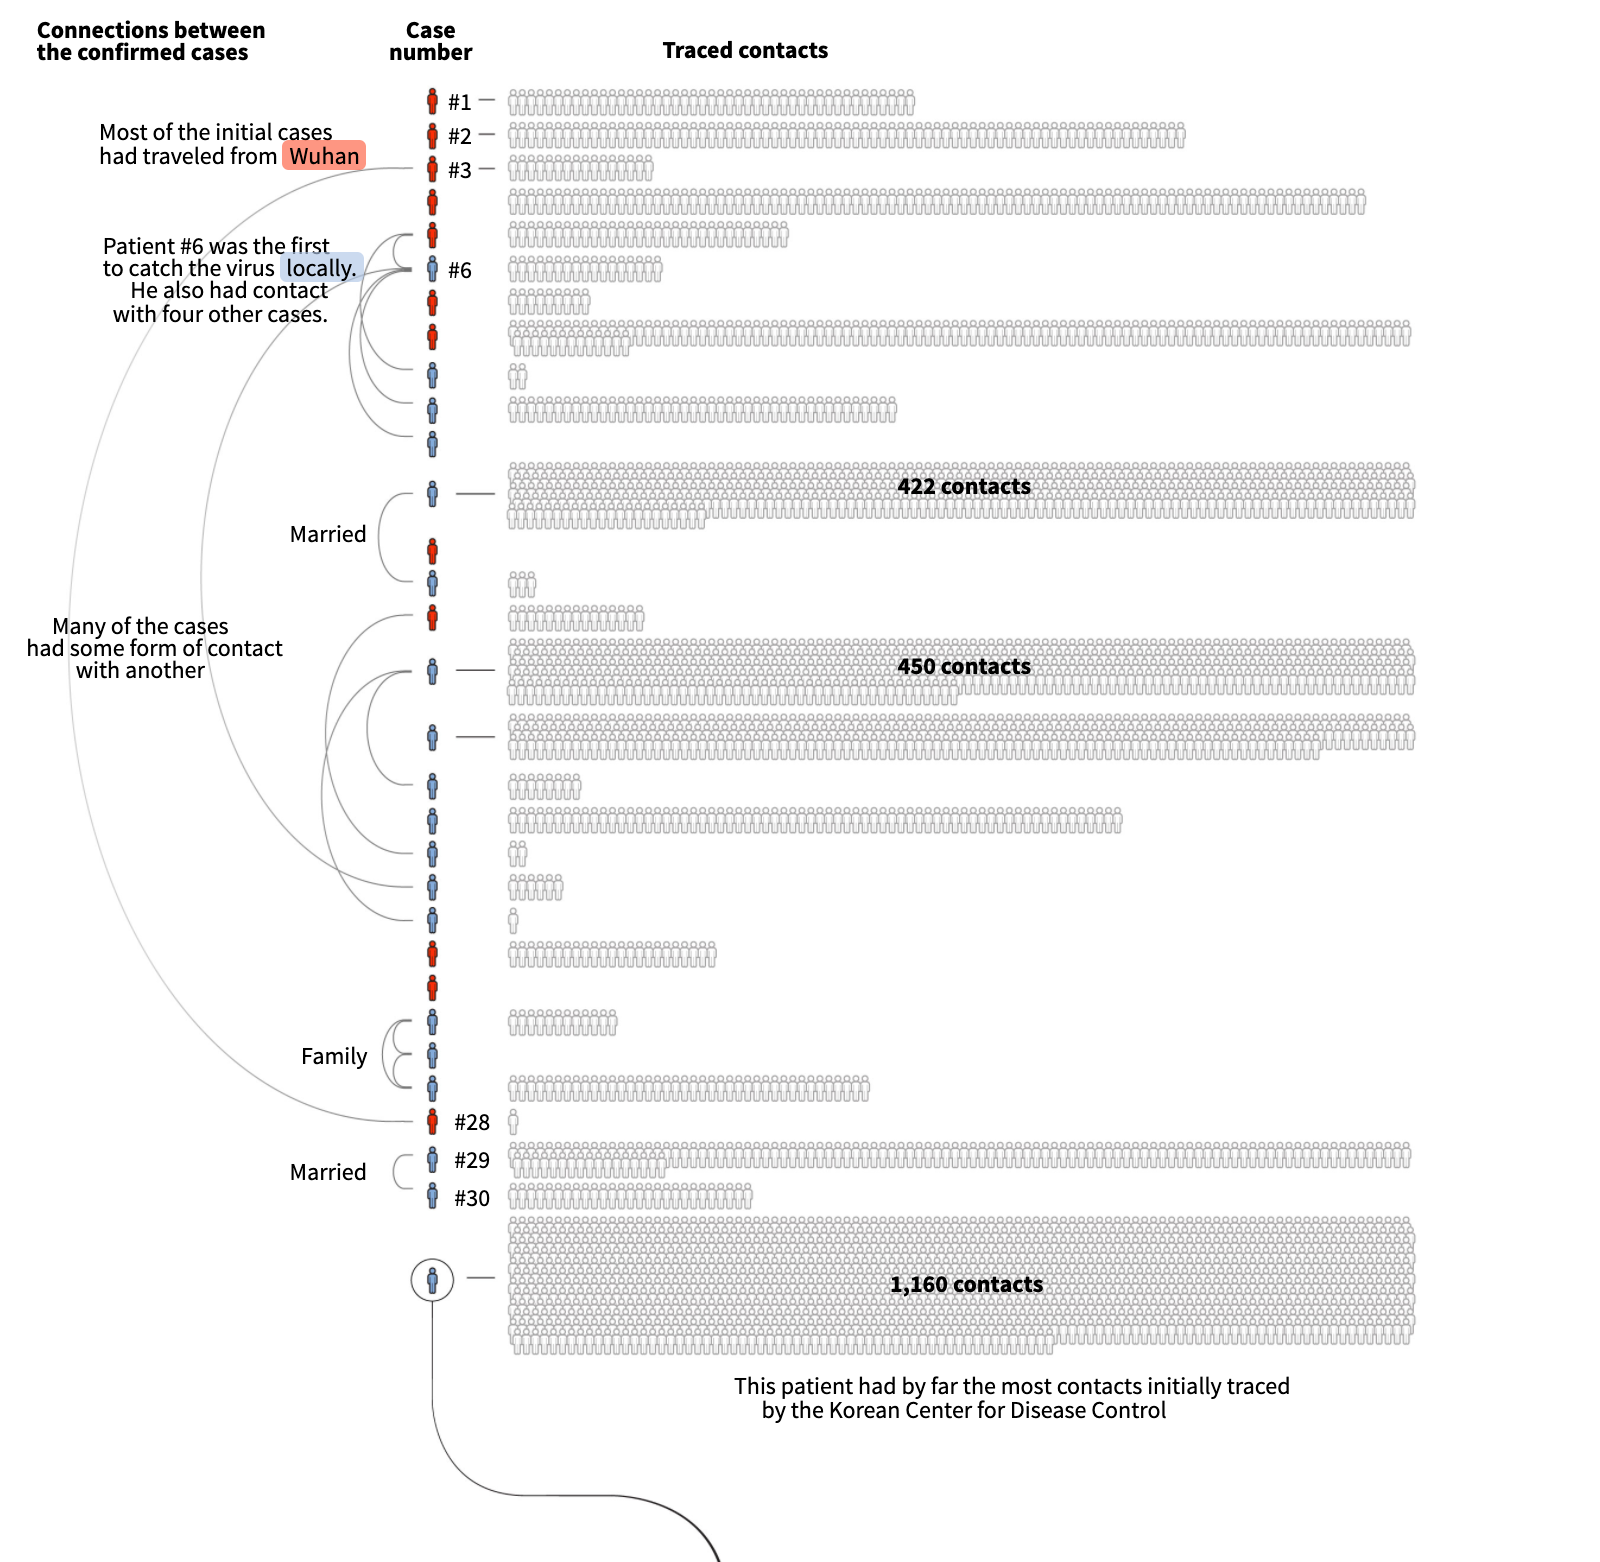 Connections between
the confirmed cases
Case
number
Traced contacts
#1
#2
Most of the initial cases
had traveled from Wuhan
#3
Patient #6 was the first
to catch the virus locally.
He also had contact
with four other cases.
#6
422 contacts
Married
Many of the cases
had some form of contact
with another
450 contacts
Family
#28
#29
Married
#30
1,160 contacts
This patient had by far the most contacts initially traced
by the Korean Center for Disease Control